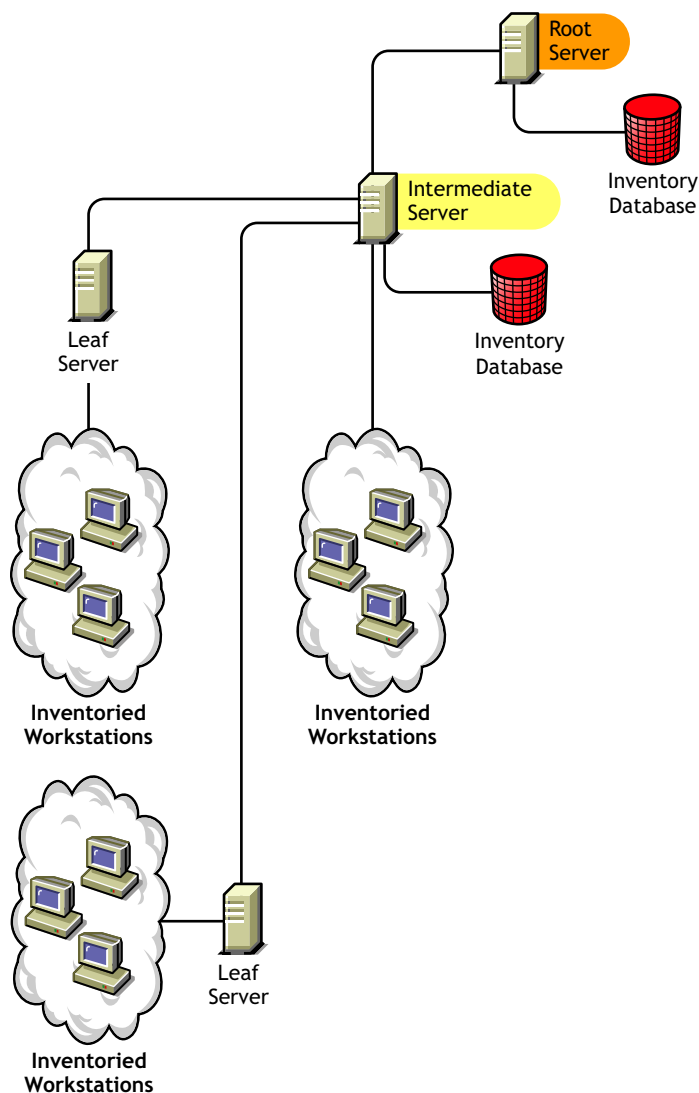 Root
Server
Inventory
Database
Intermediate
Server
Inventory
Database
Leaf
Server
Inventoried
Workstations
Inventoried
Workstations
Leaf
Server
Inventoried
Workstations